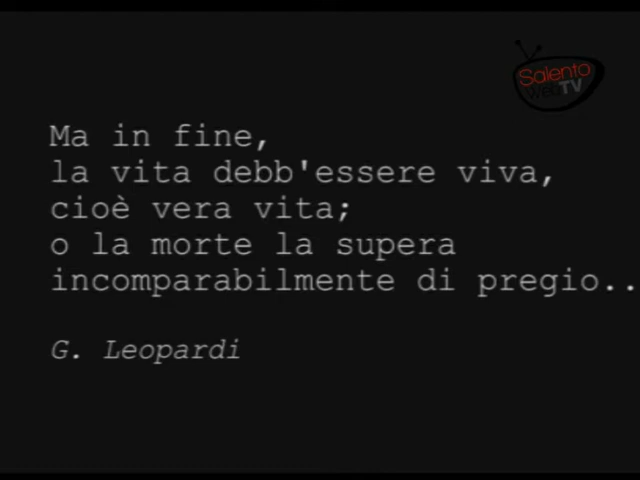 Salento
WebTV
Ma in fine,
la vita debb'essere viva,
cioè vera vita;
o la morte la supera
incomparabilmente di pregio..
G. Leopardi